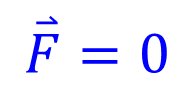 F⃗ = 0